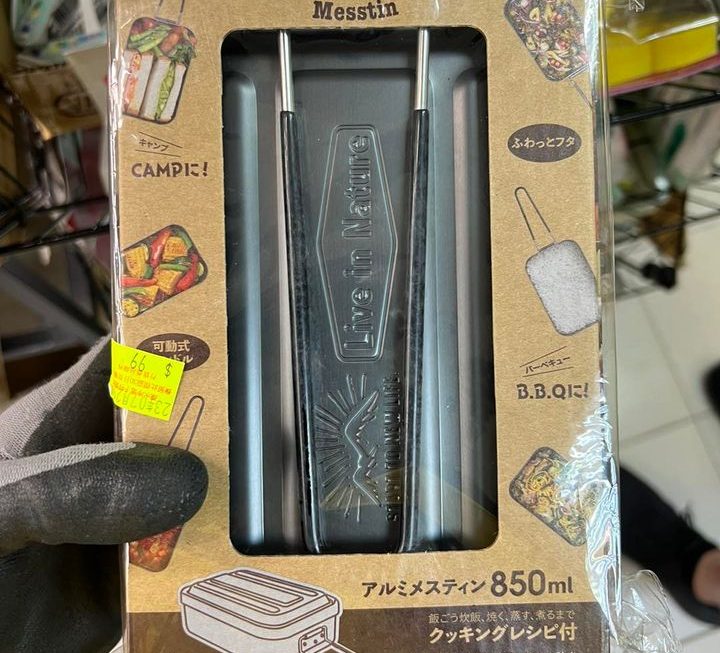 Messtin
キャンプ
CAMPに!
ふわっとフタ
Live in Nature
可動式
ドル
$ 99
バーベキュー
B.B.Qに!
アルミメスティン 850ml
飯ごう炊飯、焼く、蒸す、煮るまで
クッキングレシピ付